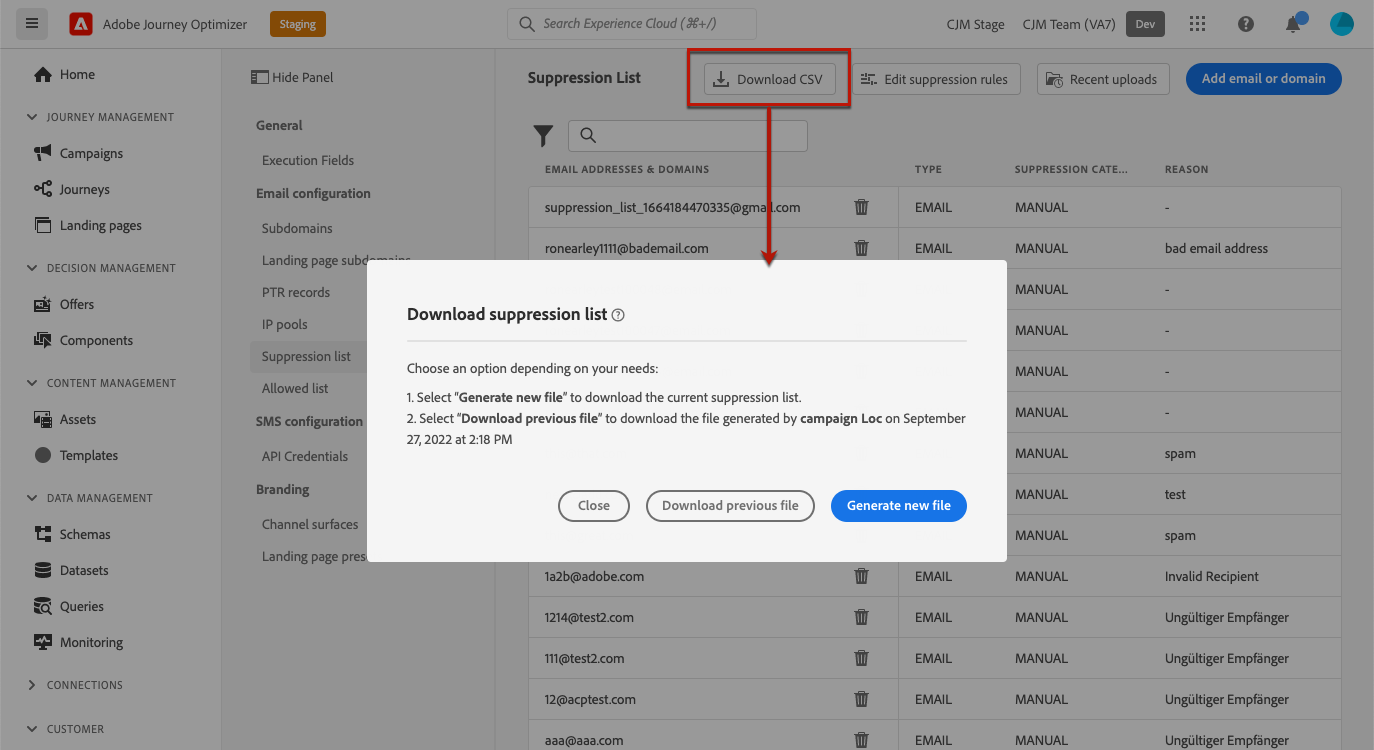 Adobe Journey Optimizer
Staging
Search Experience Cloud (⌘+/)
CJM Stage
CJM Team (VA7)
Dev
Home
JOURNEY MANAGEMENT
Campaigns
Journeys
Landing pages
DECISION MANAGEMENT
Offers
Components
CONTENT MANAGEMENT
Assets
Templates
DATA MANAGEMENT
Schemas
Datasets
Queries
Monitoring
CONNECTIONS
CUSTOMER
Hide Panel
General
Execution Fields
Email configuration
Subdomains
Landing page subdomains
PTR records
IP pools
Suppression list
Allowed list
SMS configuration
API Credentials
Branding
Channel surfaces
Landing page pres
Suppression List
Download CSV
Edit suppression rules
Recent uploads
Add email or domain
EMAIL ADDRESSES & DOMAINS TYPE SUPPRESSION CATE... REASON
suppression_list_1664184470335@gmail.com EMAIL MANUAL -
ronearley1111@bademail.com EMAIL MANUAL bad email address
MANUAL -
MANUAL -
MANUAL -
MANUAL -
MANUAL spam
MANUAL test
MANUAL spam
1a2b@adobe.com EMAIL MANUAL Invalid Recipient
1214@test2.com EMAIL MANUAL Ungültiger Empfänger
111@test2.com EMAIL MANUAL Ungültiger Empfänger
12@acptest.com EMAIL MANUAL Ungültiger Empfänger
aaa@aaa.com EMAIL MANUAL Ungültiger Empfänger
Download suppression list
Choose an option depending on your needs:
1. Select "Generate new file" to download the current suppression list.
2. Select "Download previous file" to download the file generated by campaign Loc on September
27, 2022 at 2:18 PM
Close
Download previous file
Generate new file